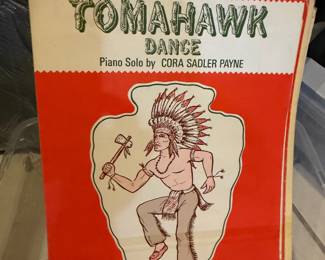 TOMAHAWK
DANCE
Piano Solo by CORA SADLER PAYNE